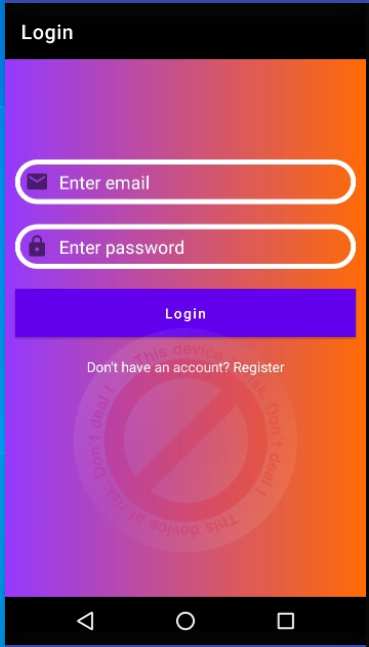 Login
Enter email
Enter password
Login
Don't have an account? Register
This device at risk. Don't deal !
This device at risk. Don't deal !